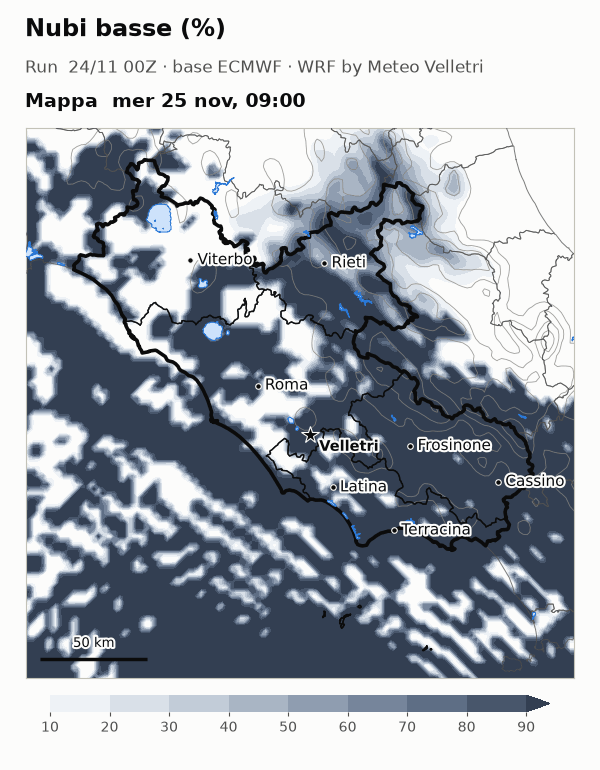 Nubi basse (%)
Run  24/11 00Z · base ECMWF · WRF by Meteo Velletri
Mappa  mer 25 nov, 09:00
Viterbo
Rieti
Roma
Velletri
Frosinone
Cassino
Latina
Terracina
50 km
10 20 30 40 50 60 70 80 90